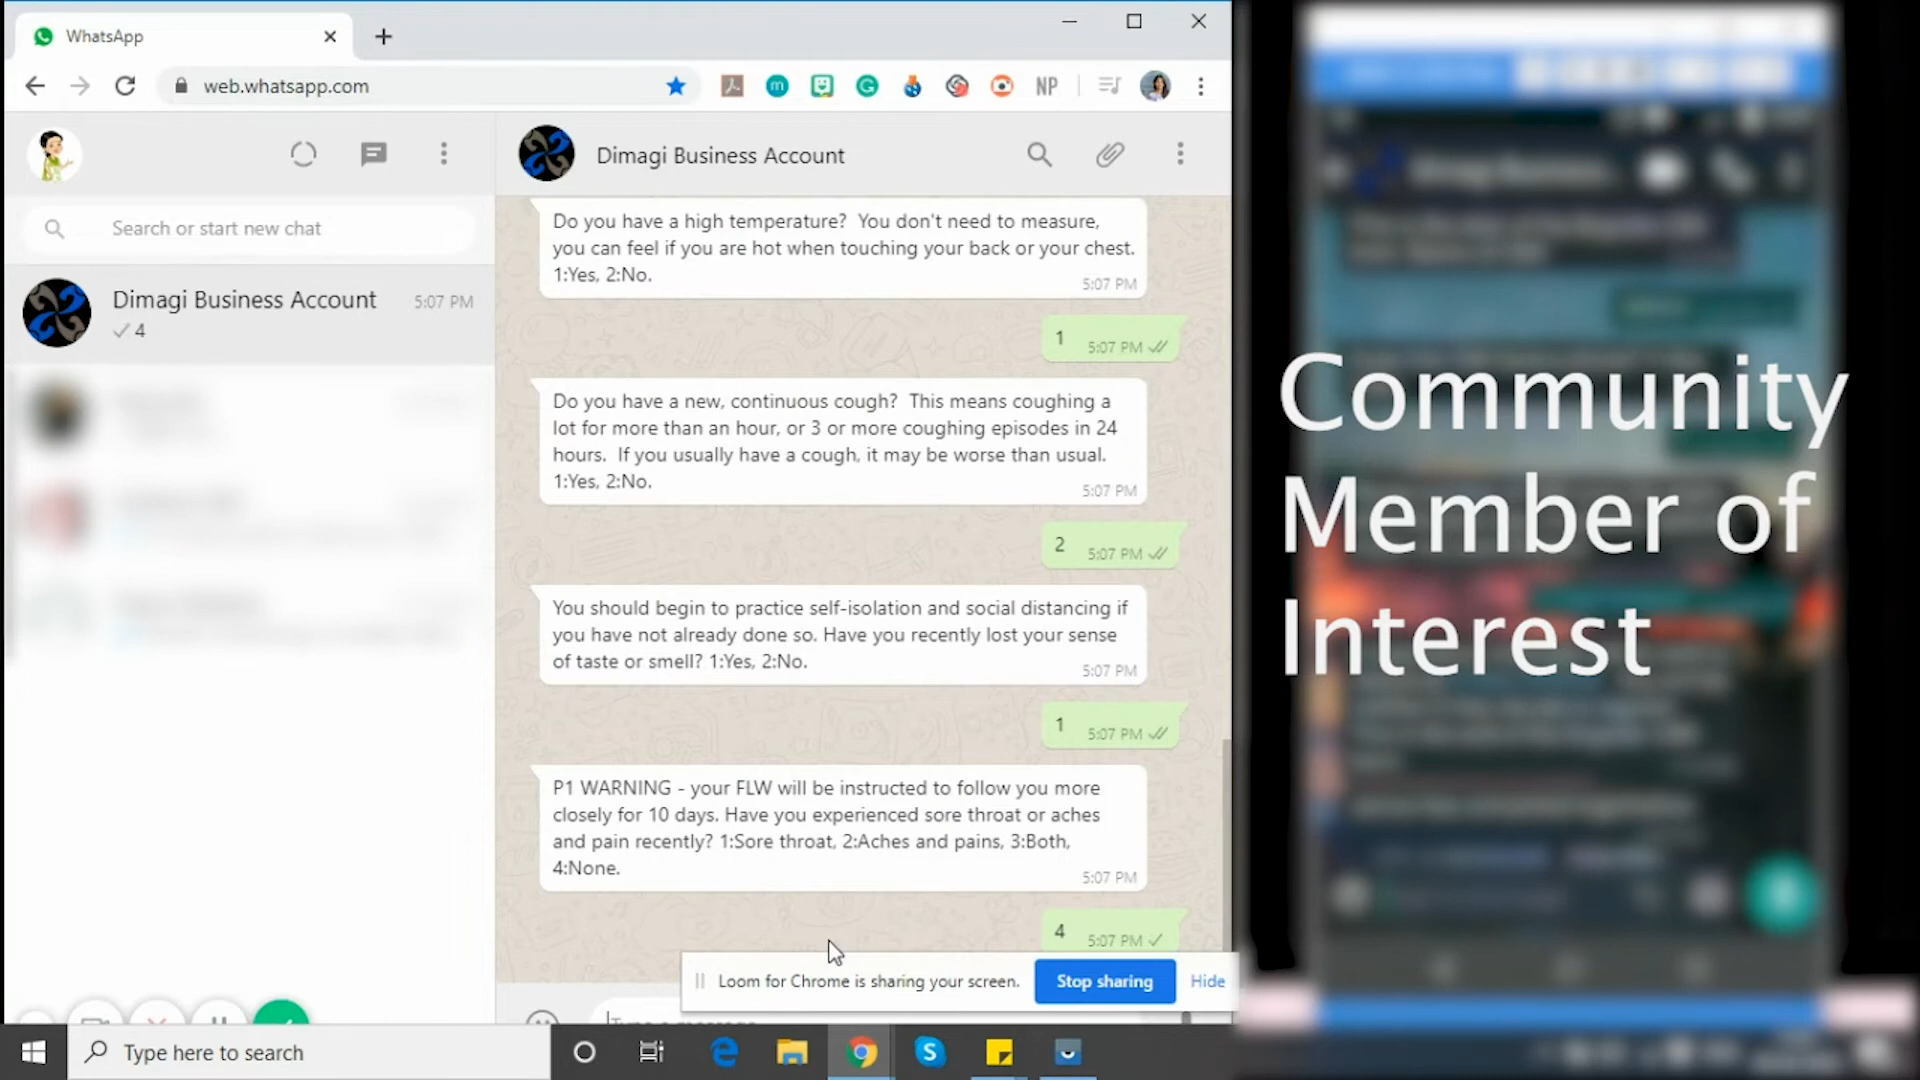 WhatsApp
web.whatsapp.com
NP
Dimagi Business Account
Search or start new chat
Dimagi Business Account 5:07 PM
4
Do you have a high temperature?  You don't need to measure,
you can feel if you are hot when touching your back or your chest.
1:Yes, 2:No.
5:07 PM
1 5:07 PM
Do you have a new, continuous cough?  This means coughing a
lot for more than an hour, or 3 or more coughing episodes in 24
hours.  If you usually have a cough, it may be worse than usual.
1:Yes, 2:No.
5:07 PM
2 5:07 PM
You should begin to practice self-isolation and social distancing if
you have not already done so. Have you recently lost your sense
of taste or smell? 1:Yes, 2:No.
5:07 PM
1 5:07 PM
P1 WARNING - your FLW will be instructed to follow you more
closely for 10 days. Have you experienced sore throat or aches
and pain recently? 1:Sore throat, 2:Aches and pains, 3:Both,
4:None.
5:07 PM
4 5:07 PM
Loom for Chrome is sharing your screen. Stop sharing Hide
Type a message
Type here to search
Community
Member of
Interest